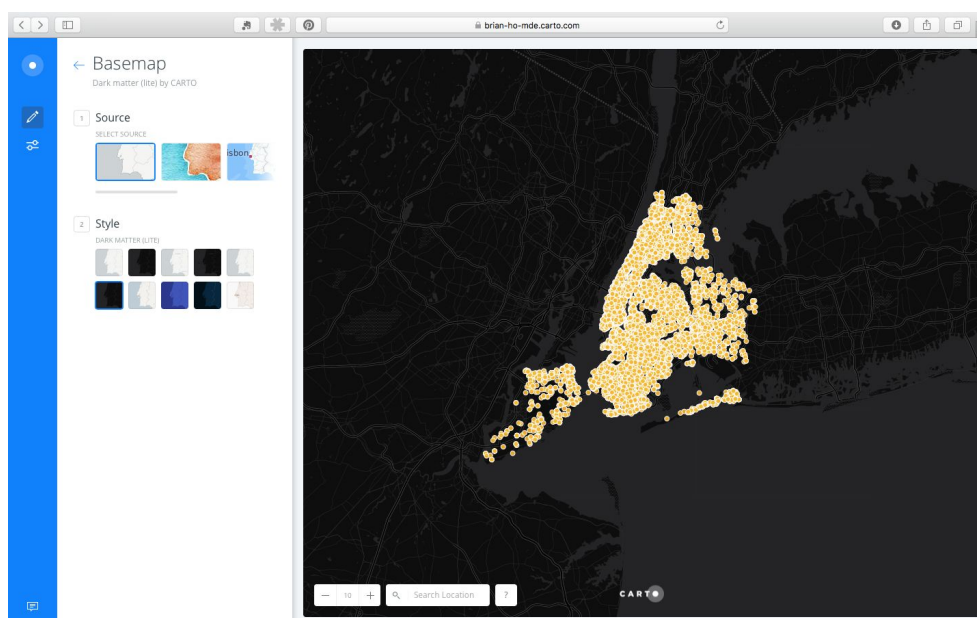 brian-ho-mde.carto.com
Basemap
Dark matter (lite) by CARTO
1 Source
SELECT SOURCE
isbon
2 Style
DARK MATTER (LITE)
10
Search Location
?
CARTO